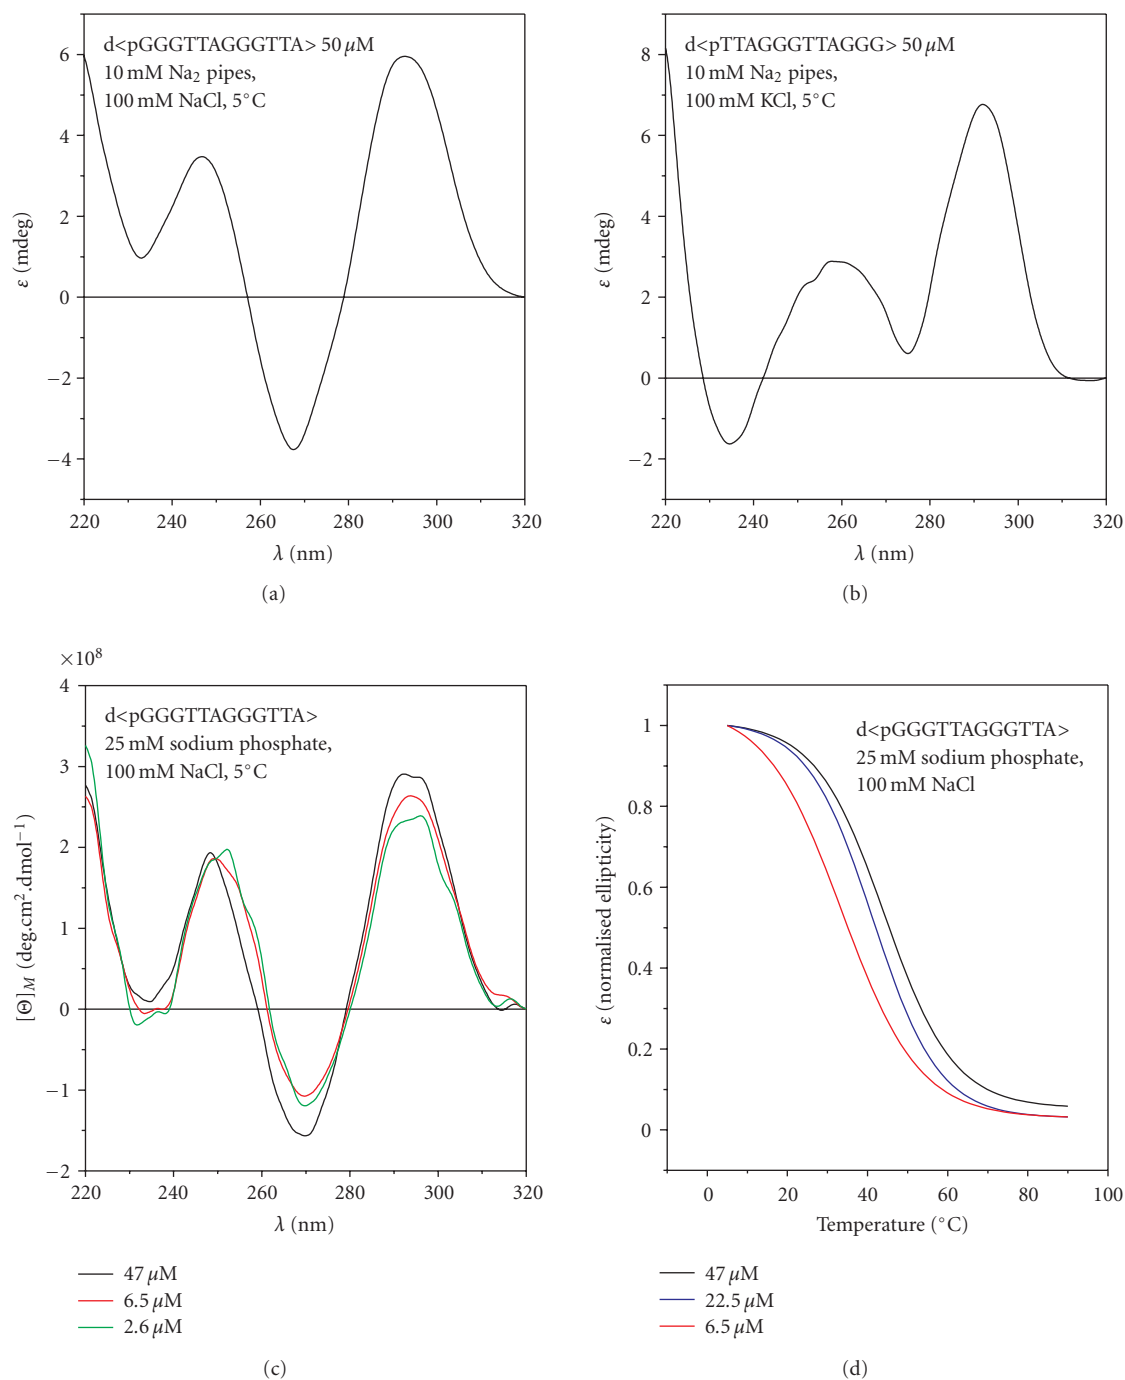 d<pGGGTTAGGGTTA> 50 μM
10 mM Na₂ pipes,
100 mM NaCl, 5°C
6
4
2
0
−2
−4
ε (mdeg)
220 240 260 280 300 320
λ (nm)
(a)
d<pTTAGGGTTAGGG> 50 μM
10 mM Na₂ pipes,
100 mM KCl, 5°C
8
6
4
2
0
−2
ε (mdeg)
220 240 260 280 300 320
λ (nm)
(b)
×10⁸
d<pGGGTTAGGGTTA>
25 mM sodium phosphate,
100 mM NaCl, 5°C
4
3
2
1
0
−1
−2
[Θ]M (deg.cm².dmol⁻¹)
220 240 260 280 300 320
λ (nm)
47 μM
6.5 μM
2.6 μM
(c)
d<pGGGTTAGGGTTA>
25 mM sodium phosphate,
100 mM NaCl
1
0.8
0.6
0.4
0.2
0
ε (normalised ellipticity)
0 20 40 60 80 100
Temperature (°C)
47 μM
22.5 μM
6.5 μM
(d)